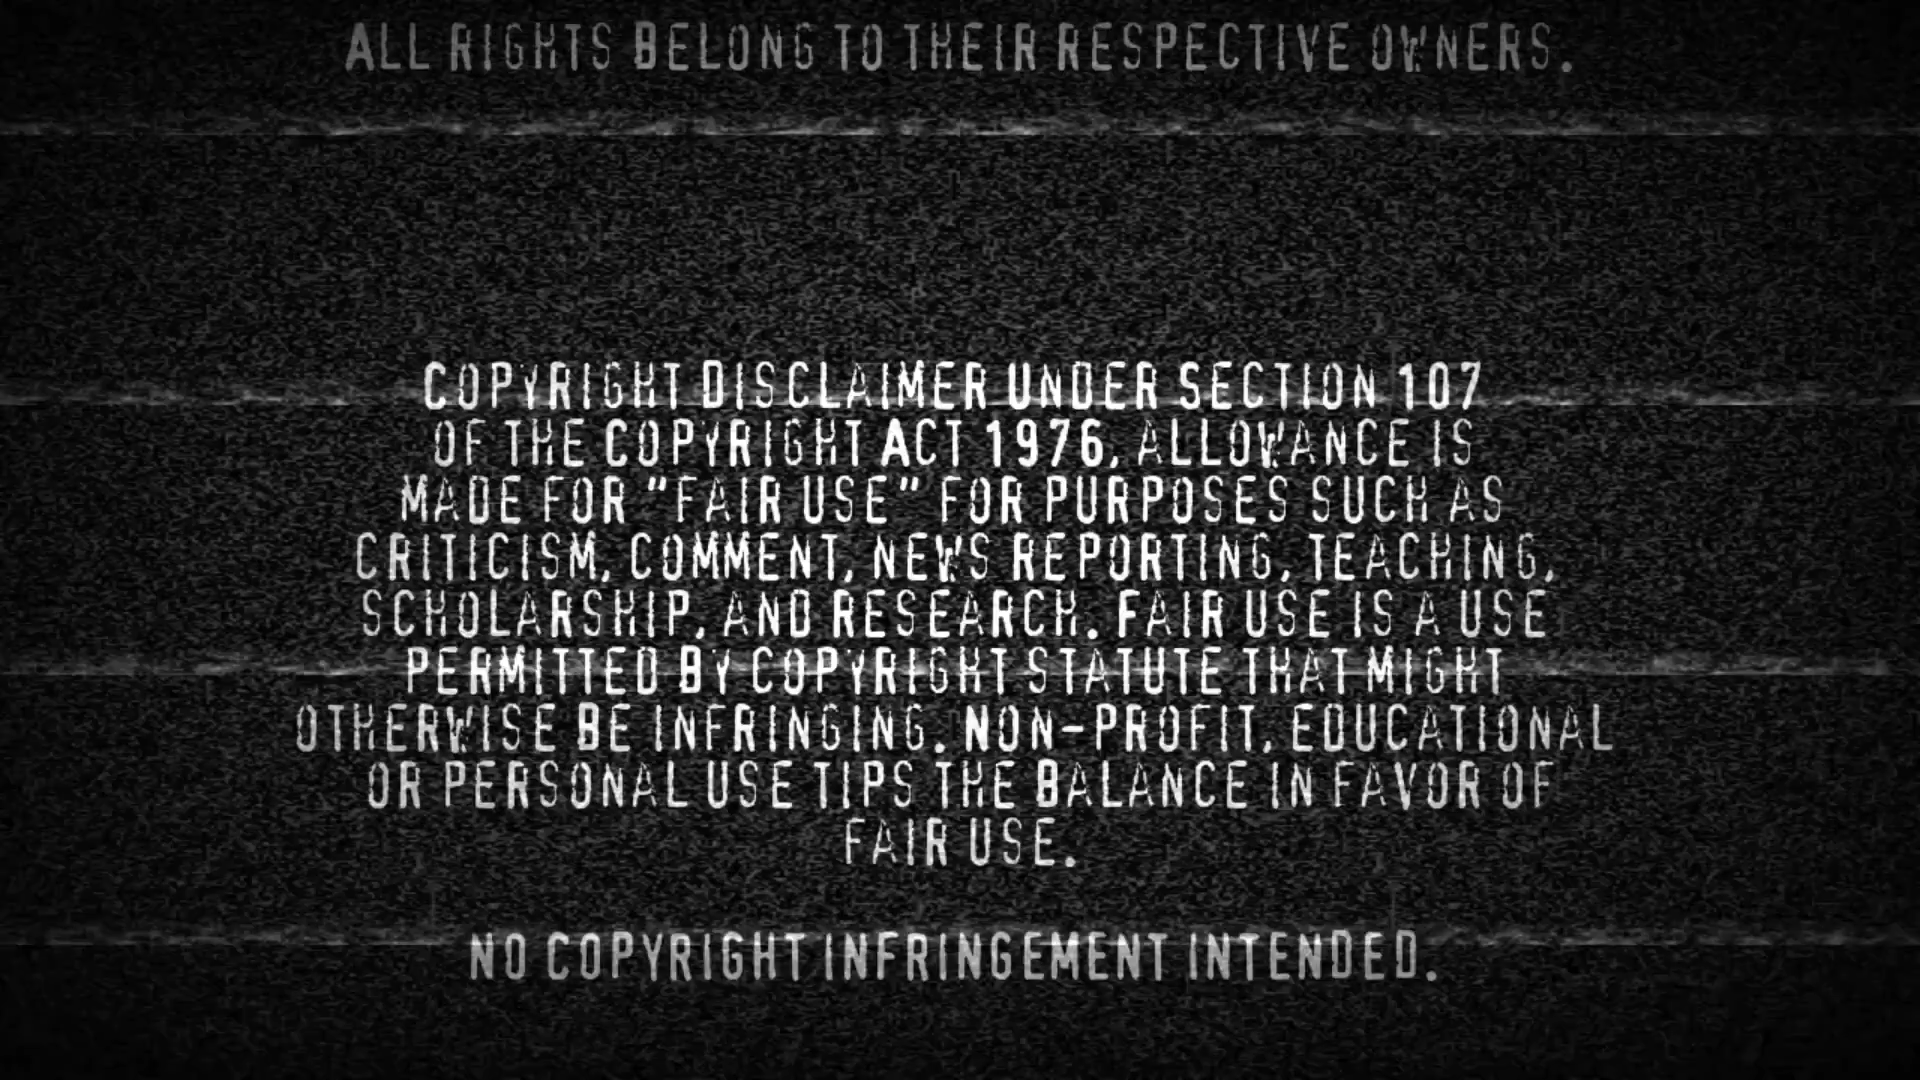 ALL RIGHTS BELONG TO THEIR RESPECTIVE OWNERS.
COPYRIGHT DISCLAIMER UNDER SECTION 107
OF THE COPYRIGHT ACT 1976, ALLOWANCE IS
MADE FOR "FAIR USE" FOR PURPOSES SUCH AS
CRITICISM, COMMENT, NEWS REPORTING, TEACHING,
SCHOLARSHIP, AND RESEARCH. FAIR USE IS A USE
PERMITTED BY COPYRIGHT STATUTE THAT MIGHT
OTHERWISE BE INFRINGING. NON-PROFIT, EDUCATIONAL
OR PERSONAL USE TIPS THE BALANCE IN FAVOR OF
FAIR USE.
NO COPYRIGHT INFRINGEMENT INTENDED.